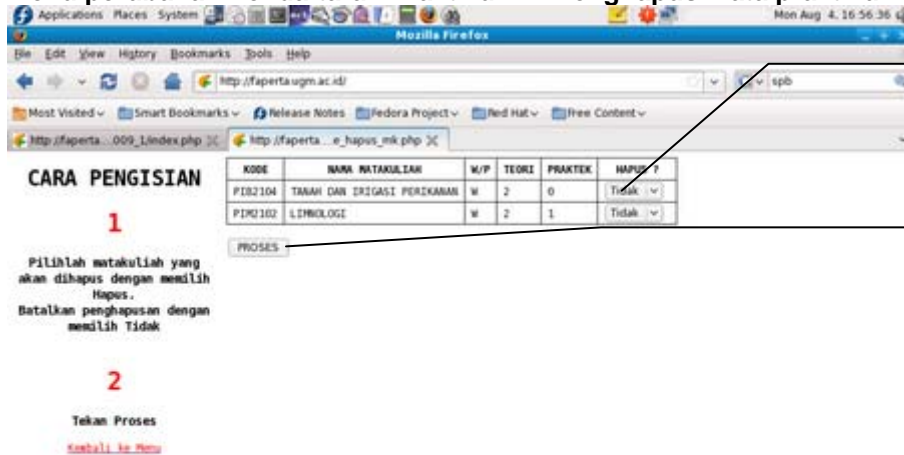 Applications Places System
Mon Aug 4, 16:56:36
Mozilla Firefox
File Edit View History Bookmarks Tools Help
http://faperta.ugm.ac.id/
spb
Most Visited Smart Bookmarks Release Notes Fedora Project Red Hat Free Content
http://faperta...009_1/index.php
http://faperta...e_hapus_mk.php
CARA PENGISIAN
1
Pilihlah matakuliah yang
akan dihapus dengan memilih
Hapus.
Batalkan penghapusan dengan
memilih Tidak
2
Tekan Proses
Kembali ke Menu
KODE NAMA MATAKULIAH W/P TEORI PRAKTEK HAPUS ?
PIB2104 TANAH DAN IRIGASI PERIKANAN W 2 0 Tidak
PIM2102 LIMNOLOGI W 2 1 Tidak
PROSES